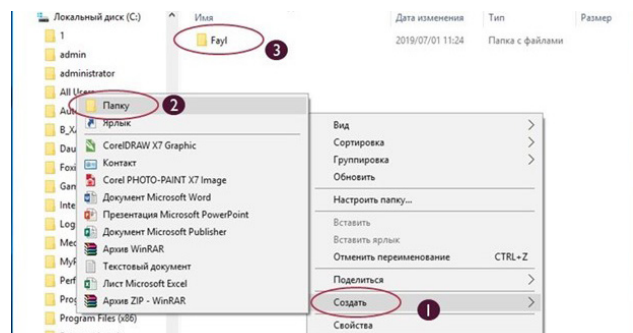 Локальный диск (C:)
Имя
Дата изменения
Тип
Размер
1
Fayl
3
2019/07/01 11:24
Папка с файлами
admin
administrator
All Users
Папку
2
Ярлык
CorelDRAW X7 Graphic
Контакт
Corel PHOTO-PAINT X7 Image
Документ Microsoft Word
Презентация Microsoft PowerPoint
Документ Microsoft Publisher
Архив WinRAR
Текстовый документ
Лист Microsoft Excel
Архив ZIP - WinRAR
Program Files (x86)
Вид
Сортировка
Группировка
Обновить
Настроить папку...
Вставить
Вставить ярлык
Отменить переименование CTRL+Z
Поделиться
Создать
1
Свойства